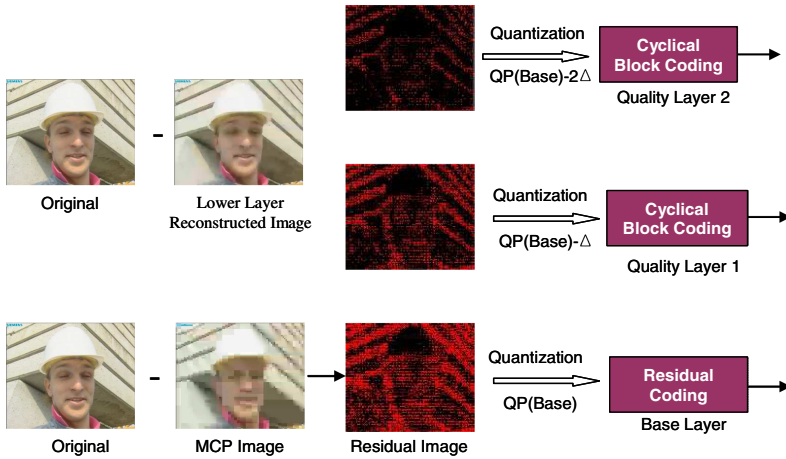 Quantization
QP(Base)-2Δ
Cyclical
Block Coding
Quality Layer 2
-
Original
Lower Layer
Reconstructed Image
Quantization
QP(Base)-Δ
Cyclical
Block Coding
Quality Layer 1
-
Original
MCP Image
Residual Image
Quantization
QP(Base)
Residual
Coding
Base Layer